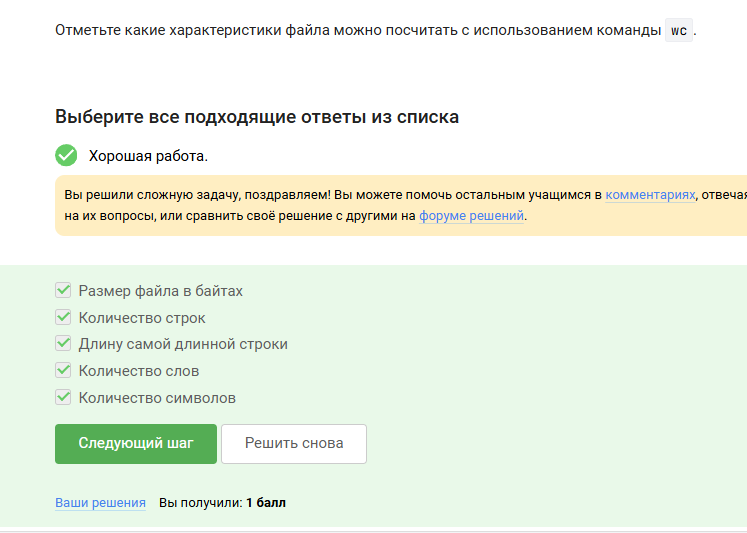 Отметьте какие характеристики файла можно посчитать с использованием команды wc.
Выберите все подходящие ответы из списка
Хорошая работа.
Вы решили сложную задачу, поздравляем! Вы можете помочь остальным учащимся в комментариях, отвечая
на их вопросы, или сравнить своё решение с другими на форуме решений.
Размер файла в байтах
Количество строк
Длину самой длинной строки
Количество слов
Количество символов
Следующий шаг Решить снова
Ваши решения Вы получили: 1 балл